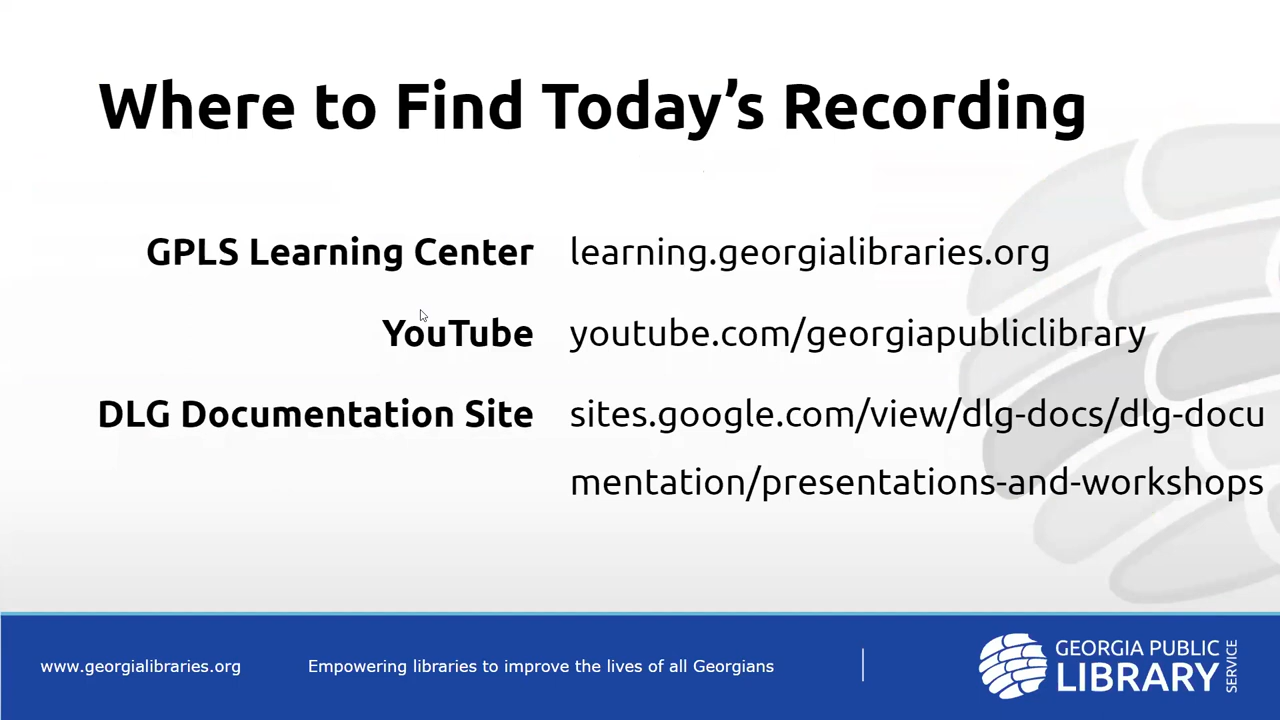 Where to Find Today's Recording
GPLS Learning Center learning.georgialibraries.org
YouTube youtube.com/georgiapubliclibrary
DLG Documentation Site sites.google.com/view/dlg-docs/dlg-docu
mentation/presentations-and-workshops
www.georgialibraries.org Empowering libraries to improve the lives of all Georgians
GEORGIA PUBLIC
LIBRARY
SERVICE